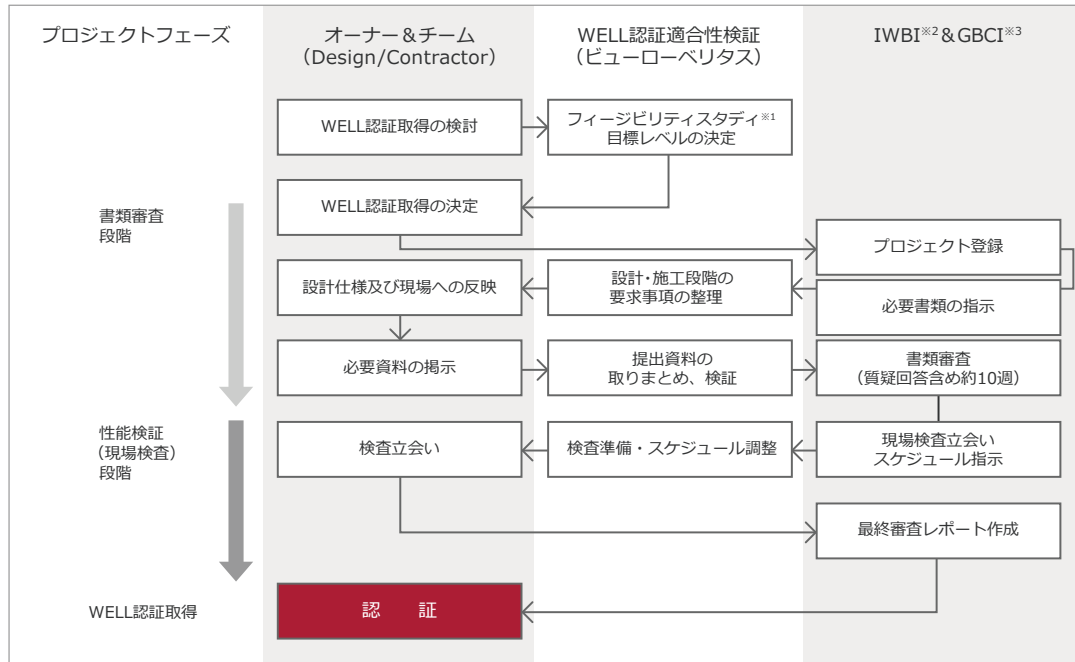 プロジェクトフェーズ
オーナー＆チーム
（Design/Contractor）
WELL認証適合性検証
（ビューローベリタス）
IWBI※2＆GBCI※3
WELL認証取得の検討
フィージビリティスタディ※1
目標レベルの決定
書類審査
段階
WELL認証取得の決定
プロジェクト登録
設計仕様及び現場への反映
設計・施工段階の
要求事項の整理
必要書類の指示
必要資料の掲示
提出資料の
取りまとめ、検証
書類審査
（質疑回答含め約10週）
性能検証
（現場検査）
段階
検査立会い
検査準備・スケジュール調整
現場検査立会い
スケジュール指示
最終審査レポート作成
WELL認証取得
認　証